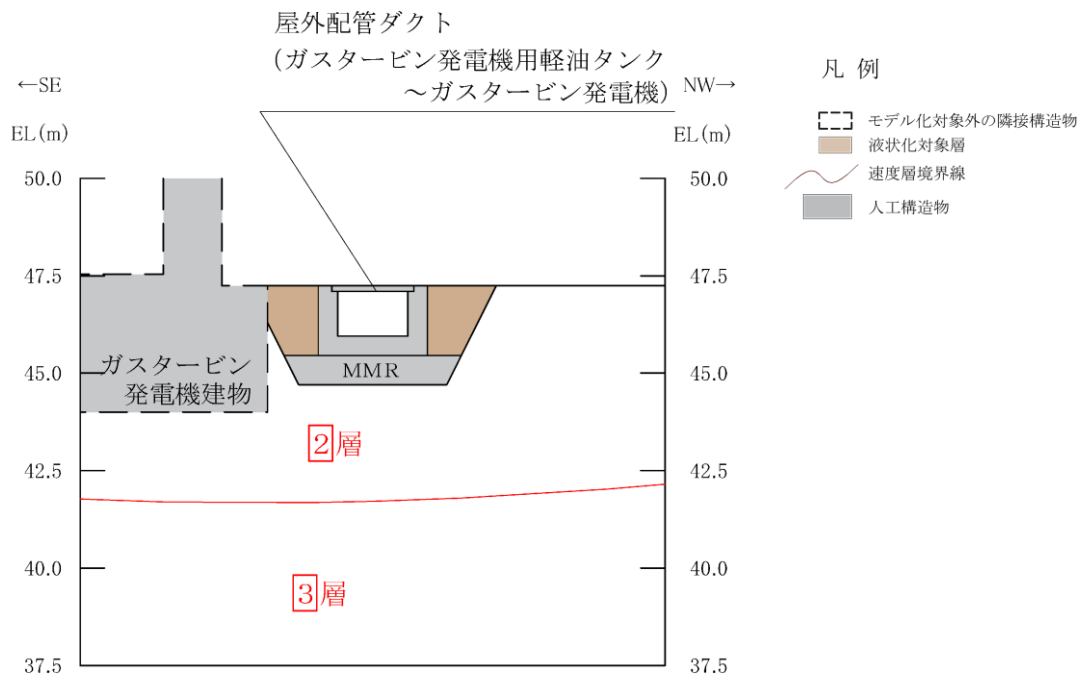 屋外配管ダクト
(ガスタービン発電機用軽油タンク
～ガスタービン発電機)
←SE
NW→
EL(m)
EL(m)
50.0
50.0
47.5
47.5
45.0
45.0
42.5
42.5
40.0
40.0
37.5
37.5
ガスタービン
発電機建物
MMR
2層
3層
凡 例
モデル化対象外の隣接構造物
液状化対象層
速度層境界線
人工構造物